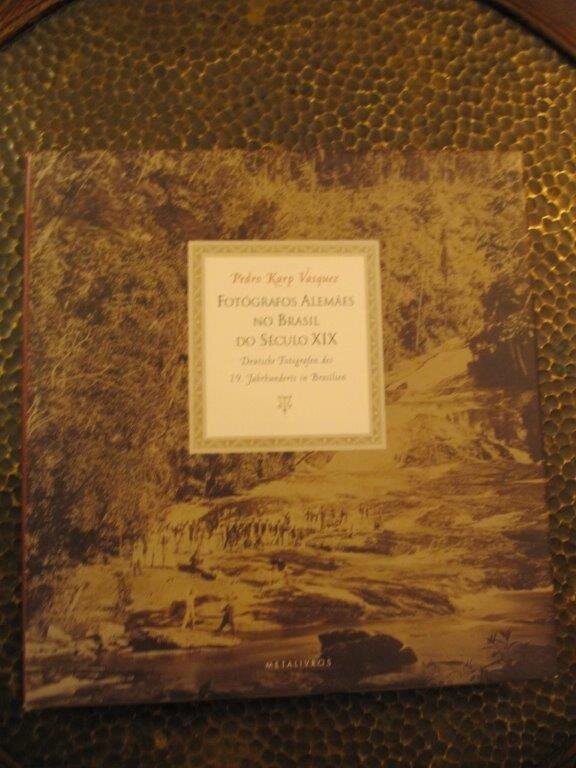 Pedro Karp Vasquez
FOTÓGRAFOS ALEMÃES
NO BRASIL
DO SÉCULO XIX
Deutsche Fotografen des
19. Jahrhunderts in Brasilien
METALIVROS